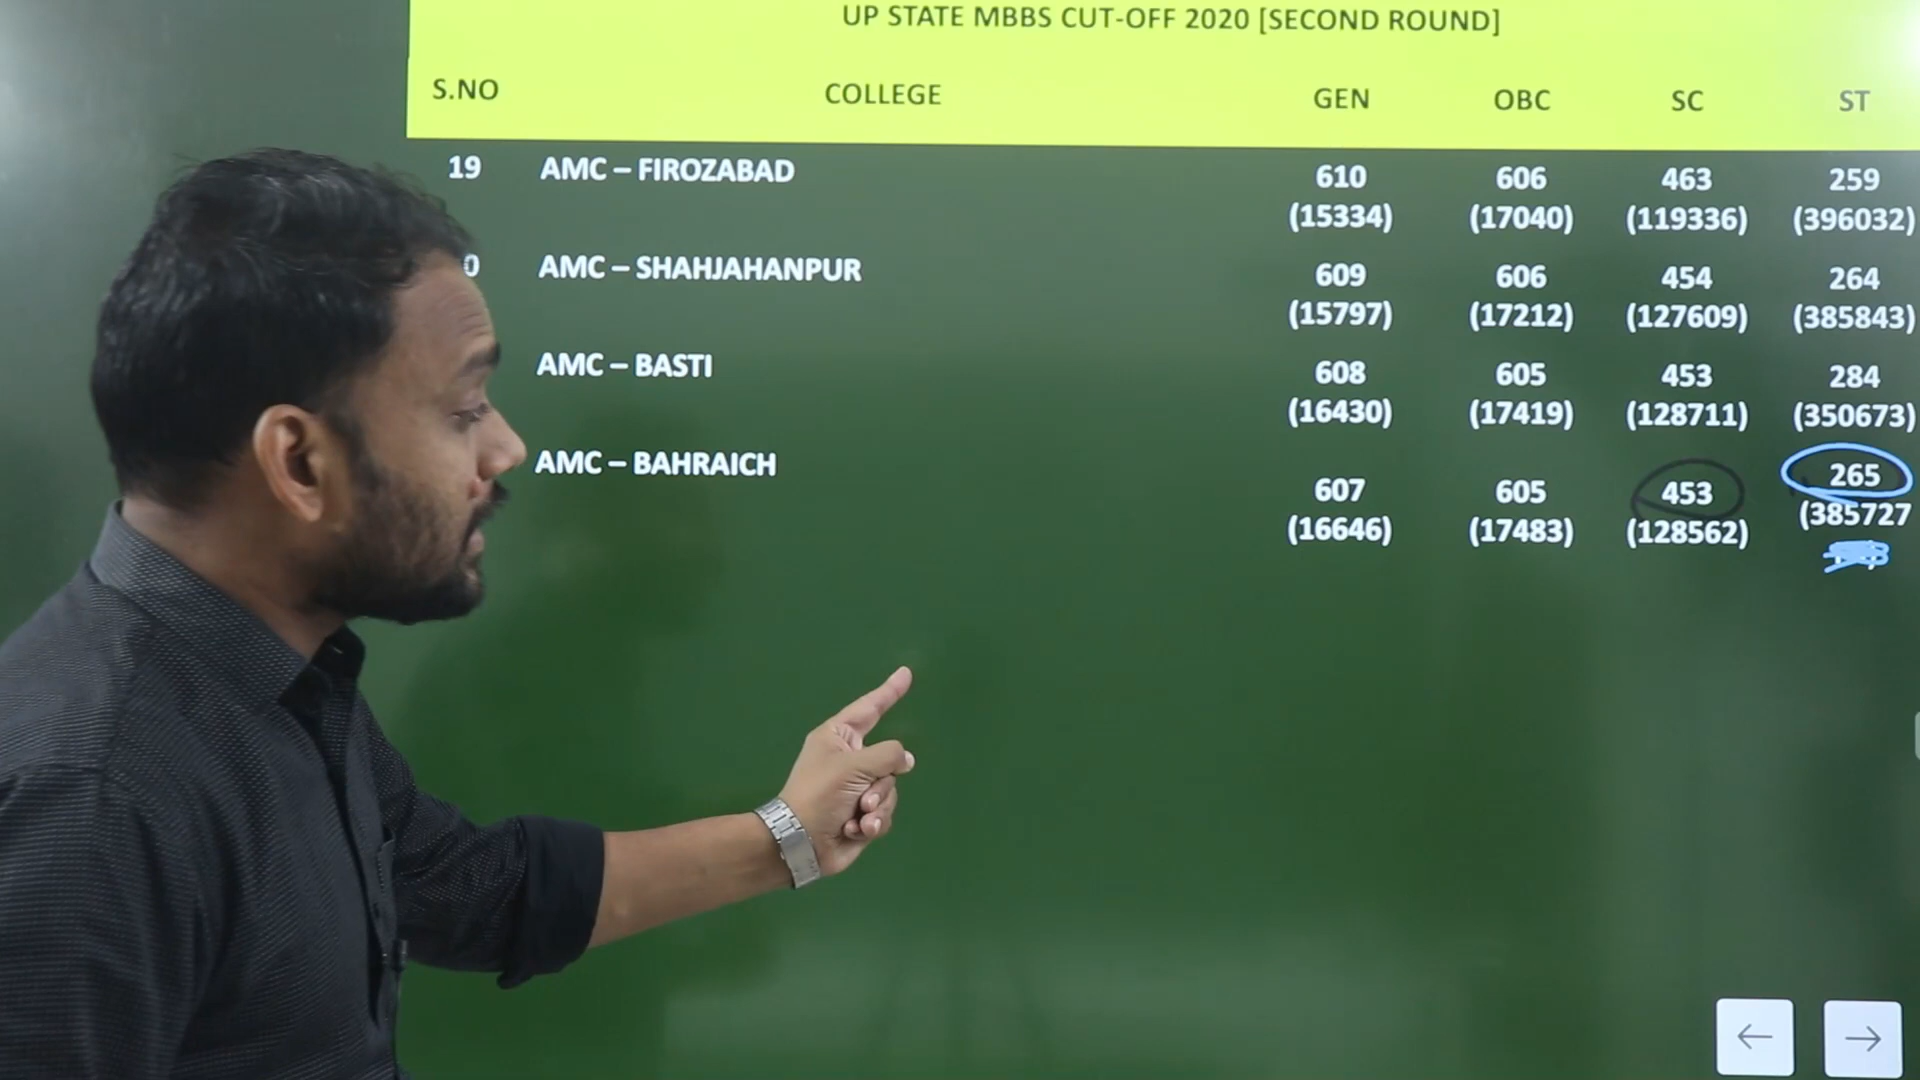 UP STATE MBBS CUT-OFF 2020 [SECOND ROUND]
S.NO COLLEGE GEN OBC SC ST
19 AMC – FIROZABAD 610 606 463 259
(15334) (17040) (119336) (396032)
0 AMC – SHAHJAHANPUR 609 606 454 264
(15797) (17212) (127609) (385843)
AMC – BASTI 608 605 453 284
(16430) (17419) (128711) (350673)
AMC – BAHRAICH 607 605 453 265
(16646) (17483) (128562) (385727